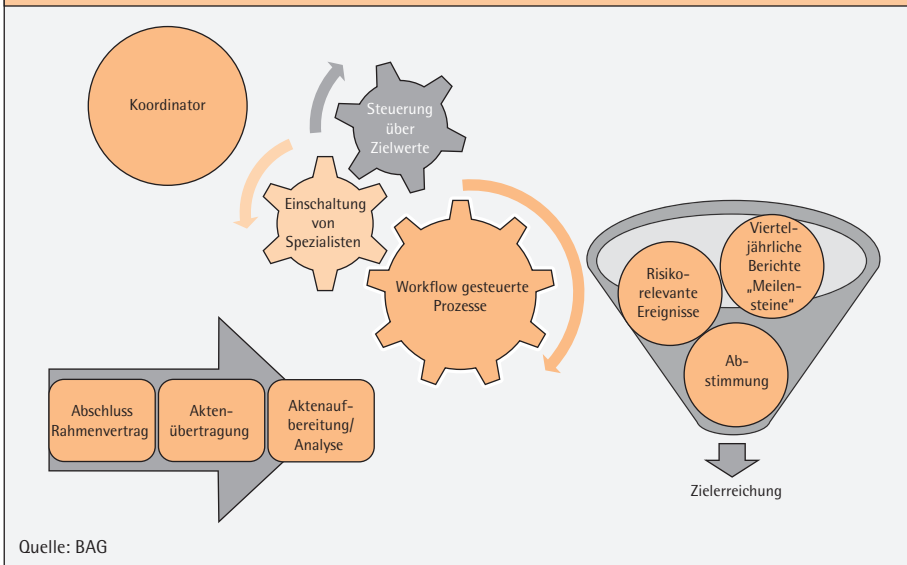 Koordinator
Steuerung
über
Zielwerte
Einschaltung
von
Spezialisten
Workflow gesteuerte
Prozesse
Viertel-
jährliche
Berichte
„Meilen-
steine“
Risiko-
relevante
Ereignisse
Ab-
stimmung
Abschluss
Rahmenvertrag
Akten-
übertragung
Aktenauf-
bereitung/
Analyse
Zielerreichung
Quelle: BAG